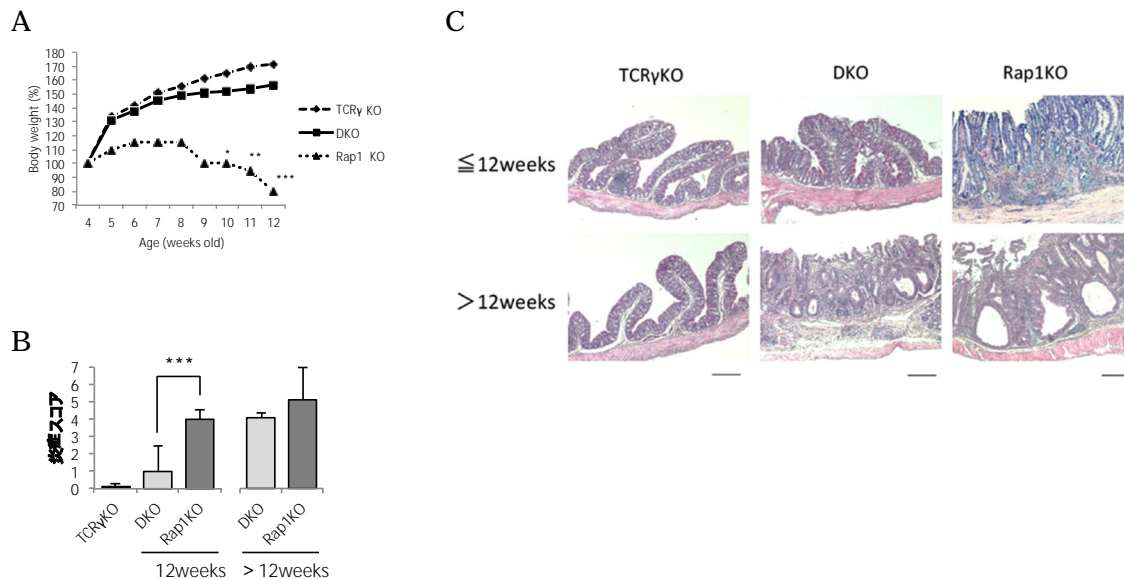 A
180
170
160
150
140
130
120
110
100
90
80
70
Body weight (%)
4 5 6 7 8 9 10 11 12
Age (weeks old)
* ** ***
TCRγ KO
DKO
Rap1 KO
B
***
7
6
5
4
3
2
1
0
炎症スコア
TCRγKO DKO Rap1KO DKO Rap1KO
12weeks > 12weeks
C
TCRγKO DKO Rap1KO
≦12weeks
＞12weeks